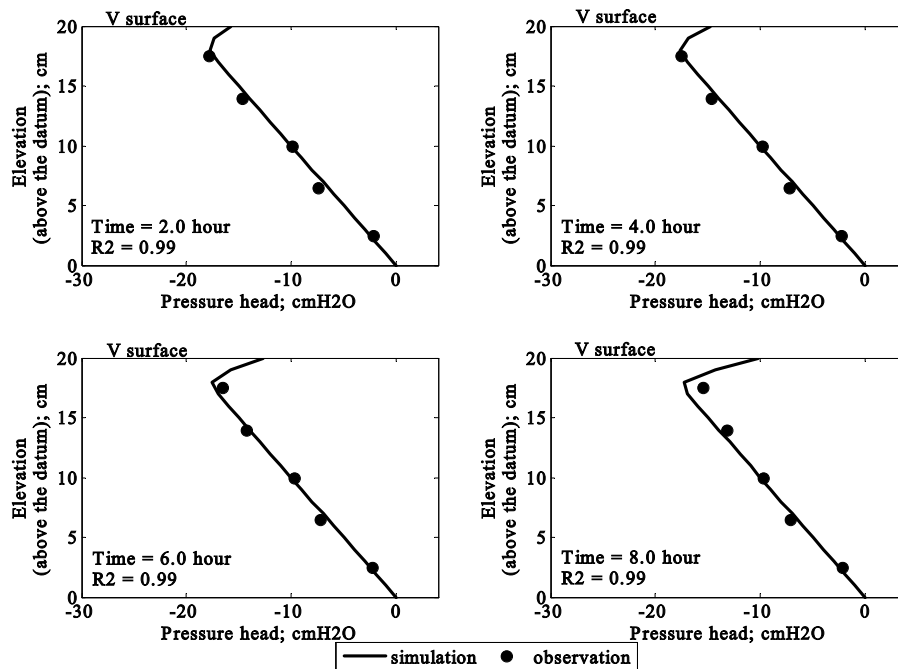 V surface
20
15
10
5
0
Elevation
(above the datum); cm
Time = 2.0 hour
R2 = 0.99
-30 -20 -10 0
Pressure head; cmH2O
V surface
20
15
10
5
0
Elevation
(above the datum); cm
Time = 4.0 hour
R2 = 0.99
-30 -20 -10 0
Pressure head; cmH2O
V surface
20
15
10
5
0
Elevation
(above the datum); cm
Time = 6.0 hour
R2 = 0.99
-30 -20 -10 0
Pressure head; cmH2O
V surface
20
15
10
5
0
Elevation
(above the datum); cm
Time = 8.0 hour
R2 = 0.99
-30 -20 -10 0
Pressure head; cmH2O
simulation observation